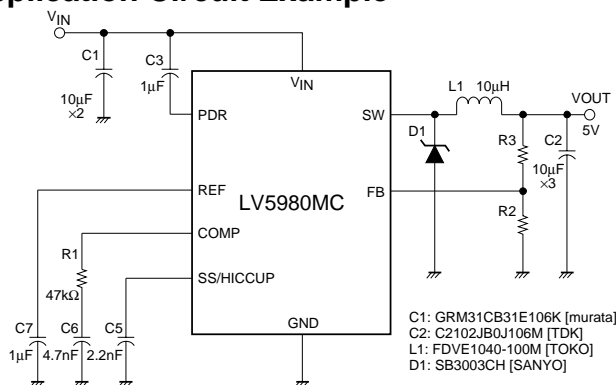 Application Circuit Example
VIN
C1
10μF
×2
C3
1μF
VIN
PDR
SW
L1
10μH
VOUT
5V
D1
R3
C2
10μF
×3
REF
LV5980MC
FB
R2
COMP
R1
47kΩ
SS/HICCUP
C7
1μF
C6
4.7nF
C5
2.2nF
GND
C1: GRM31CB31E106K [murata]
C2: C2102JB0J106M [TDK]
L1: FDVE1040-100M [TOKO]
D1: SB3003CH [SANYO]